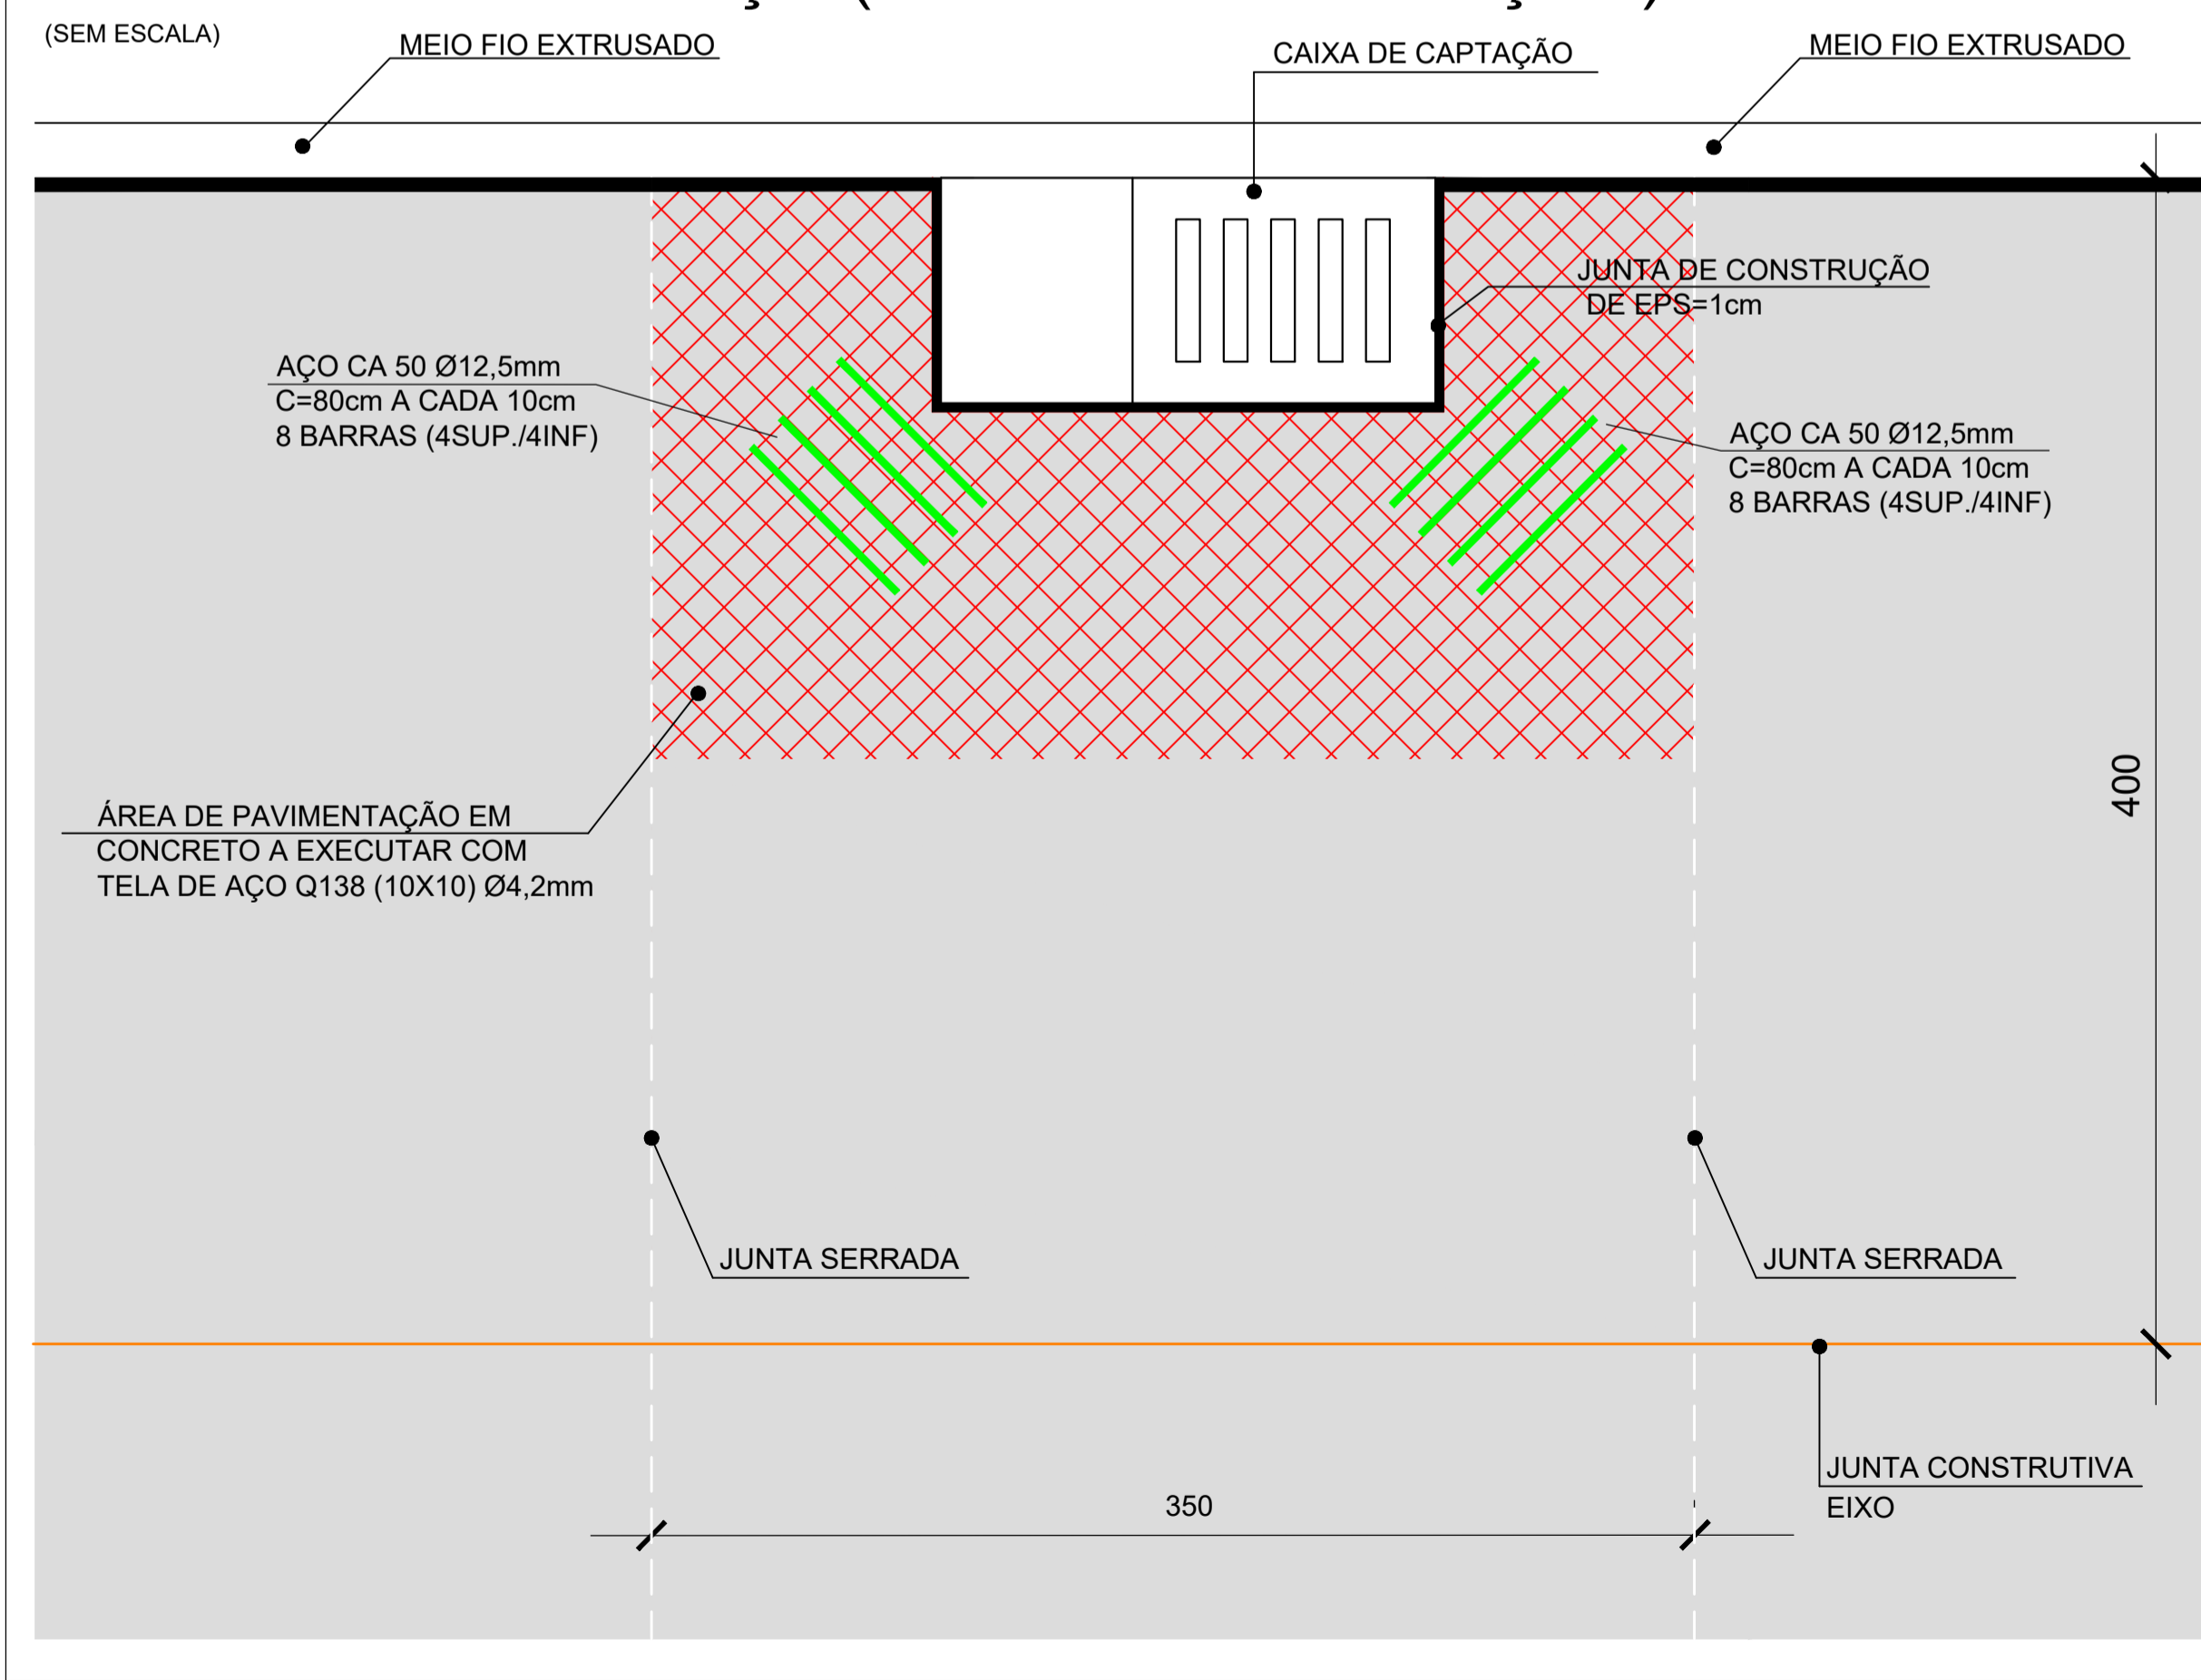 (SEM ESCALA)
MEIO FIO EXTRUSADO
CAIXA DE CAPTAÇÃO
MEIO FIO EXTRUSADO
JUNTA DE CONSTRUÇÃO
DE EPS=1cm
AÇO CA 50 Ø12,5mm
C=80cm A CADA 10cm
8 BARRAS (4SUP./4INF)
AÇO CA 50 Ø12,5mm
C=80cm A CADA 10cm
8 BARRAS (4SUP./4INF)
400
ÁREA DE PAVIMENTAÇÃO EM
CONCRETO A EXECUTAR COM
TELA DE AÇO Q138 (10X10) Ø4,2mm
JUNTA SERRADA
JUNTA SERRADA
JUNTA CONSTRUTIVA
EIXO
350